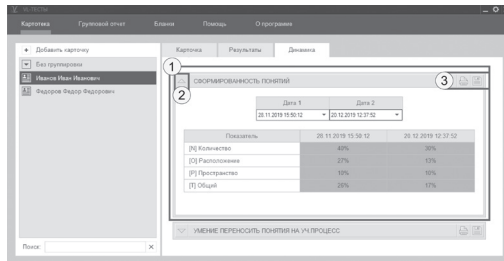 УК-ТЕСТЫ
Картотека Групповой отчет Бланки Помощь О программе
+ Добавить карточку
Без группировки
Иванов Иван Иванович
Федоров Федор Федорович
Поиск:
Карточка Результаты Динамика
1
2
3
СФОРМИРОВАННОСТЬ ПОНЯТИЙ
Дата 1 Дата 2
28.11.2019 15:50:12 20.12.2019 12:37:52
Показатель 28.11.2019 15:50:12 20.12.2019 12:37:52
[N] Количество 40% 30%
[O] Расположение 27% 13%
[P] Пространство 18% 10%
[T] Общий 28% 17%
УМЕНИЕ ПЕРЕНОСИТЬ ПОНЯТИЯ НА УЧ.ПРОЦЕСС